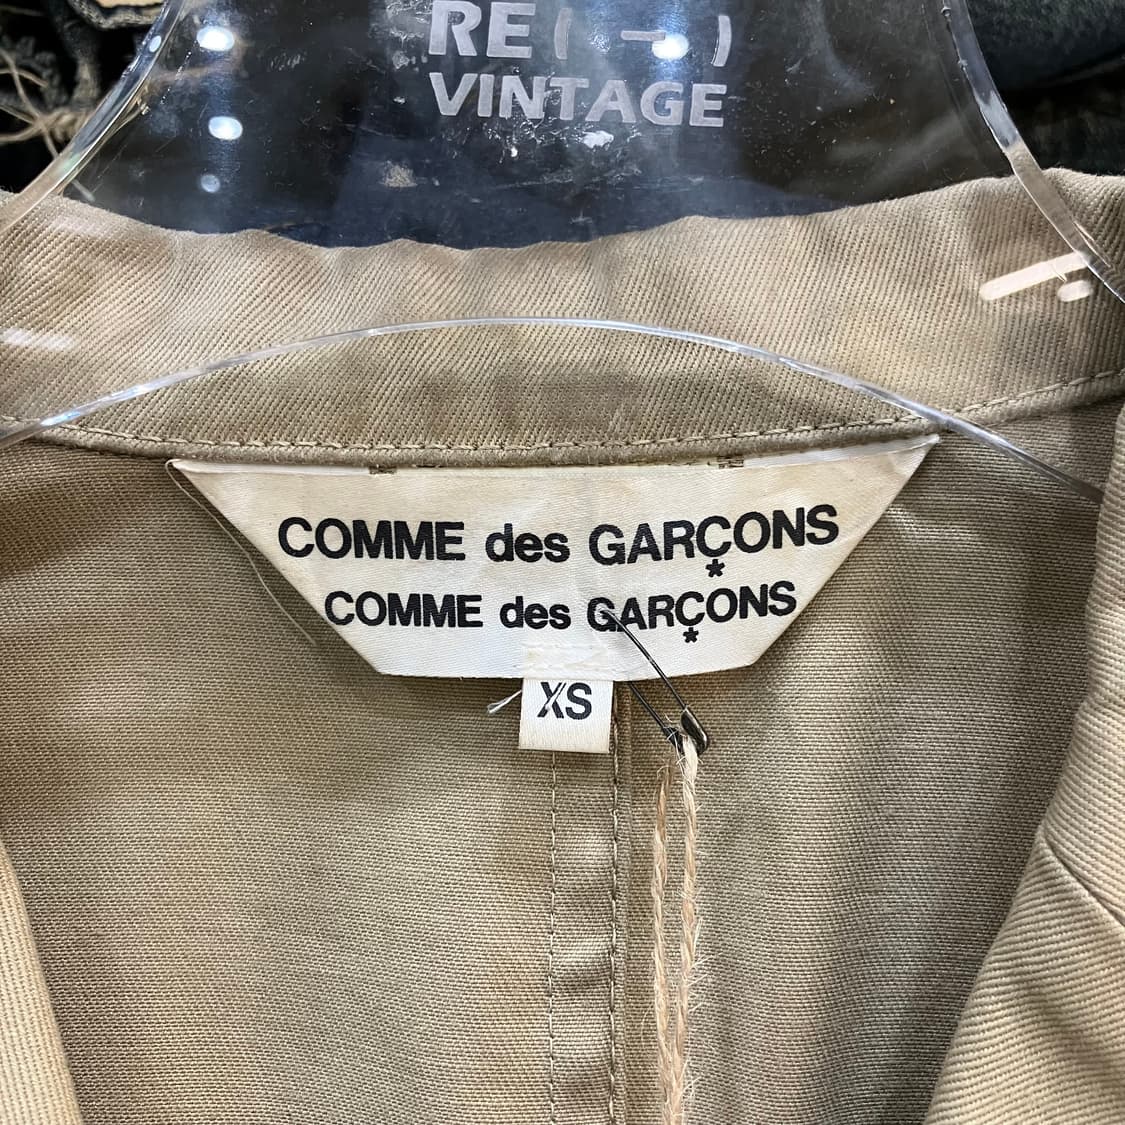 RE( — )
VINTAGE
COMME des GARÇONS
*
COMME des GARÇONS
*
XS